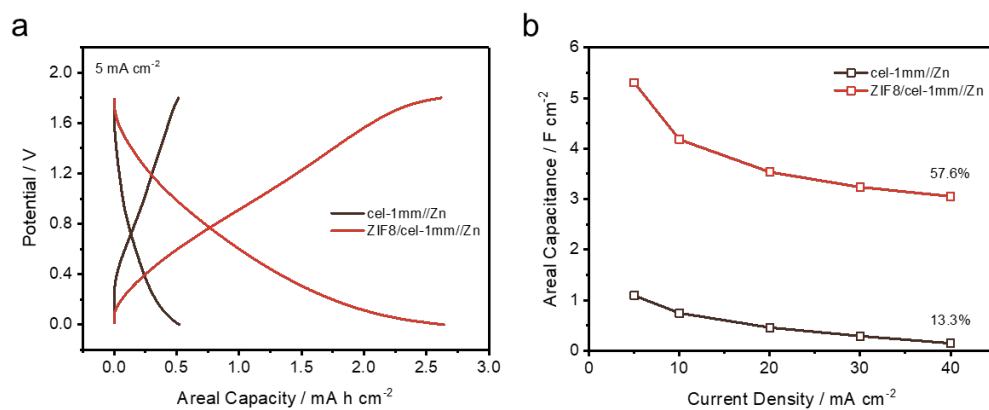 a
5 mA cm-2
cel-1mm//Zn
ZIF8/cel-1mm//Zn
Potential / V
2.0
1.6
1.2
0.8
0.4
0.0
0.0 0.5 1.0 1.5 2.0 2.5 3.0
Areal Capacity / mA h cm-2
b
cel-1mm//Zn
ZIF8/cel-1mm//Zn
57.6%
13.3%
Areal Capacitance / F cm-2
6
5
4
3
2
1
0
0 10 20 30 40
Current Density / mA cm-2